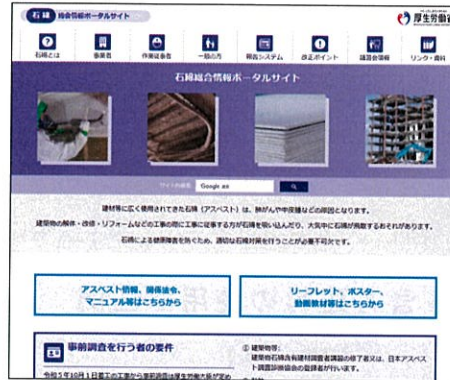 石綿 総合情報ポータルサイト
厚生労働省
石綿とは 事業者 作業従事者 一般の方 報告システム 改正ポイント 講習会情報 リンク・資料
石綿総合情報ポータルサイト
サイト内検索 Google
建材等に広く使用されてきた石綿（アスベスト）は、肺がんや中皮腫などの原因となります。
建築物の解体・改修・リフォームなどの工事の際に工事に従事する方が石綿を吸い込んだり、大気中に石綿が飛散するおそれがあります。
石綿による健康障害を防ぐため、適切な石綿対策を行うことが必要不可欠です。
アスベスト情報、関係法令、
マニュアル等はこちらから
リーフレット、ポスター、
動画教材等はこちらから
事前調査を行う者の要件
令和5年10月1日着工の工事から事前調査は厚生労働大臣が定め
① 建築物等:
建築物石綿含有建材調査者講習の修了者又は、日本アスベス
ト調査診断協会の登録者が行います。